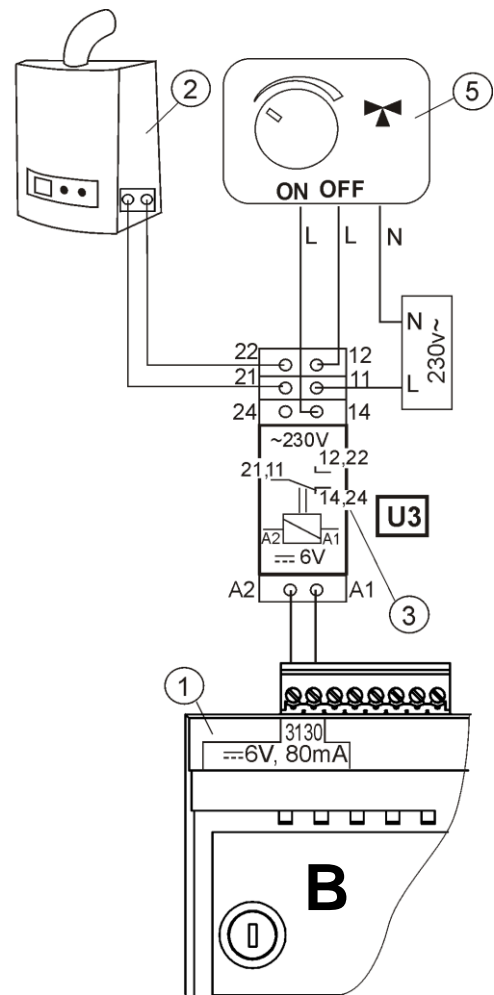 2
5
ON OFF
L L N
22 12
21 11
24 14
N
L
230v~
~230V
12,22
21,11
14,24
U3
A2 A1
⎓ 6V
A2 A1
3
1
3130
⎓6V, 80mA
B